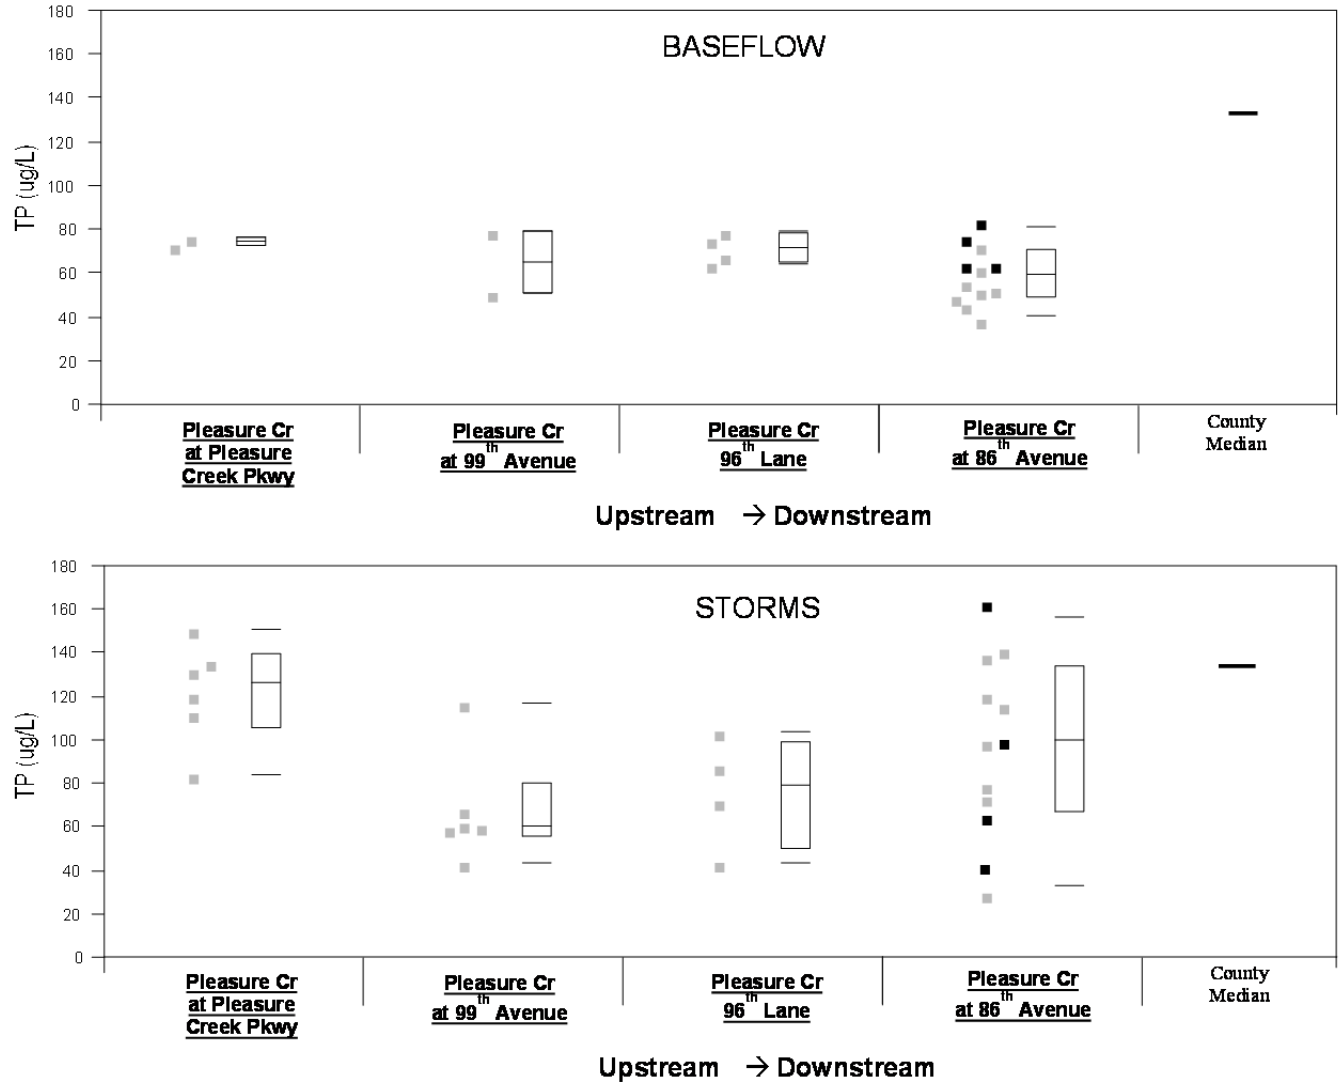 180
BASEFLOW
160
140
120
100
80
60
40
20
0
TP (ug/L)
Pleasure Cr
at Pleasure
Creek Pkwy
Pleasure Cr
at 99th Avenue
Pleasure Cr
96th Lane
Pleasure Cr
at 86th Avenue
County
Median
Upstream → Downstream
180
STORMS
160
140
120
100
80
60
40
20
0
TP (ug/L)
Pleasure Cr
at Pleasure
Creek Pkwy
Pleasure Cr
at 99th Avenue
Pleasure Cr
96th Lane
Pleasure Cr
at 86th Avenue
County
Median
Upstream → Downstream